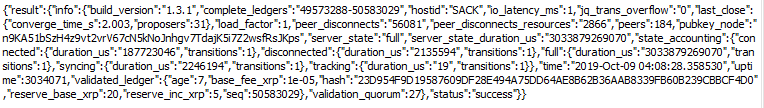 {"result":{"info":{"build_version":"1.3.1","complete_ledgers":"49573288-50583029","hostid":"SACK","io_latency_ms":1,"jq_trans_overflow":"0","last_close":
{"converge_time_s":2.003,"proposers":31},"load_factor":1,"peer_disconnects":"56081","peer_disconnects_resources":"2866","peers":184,"pubkey_node":"
n9KA51bSzH4z9vt2vrV67cN5kNoJnhgv7TdajK5i7Z2wsfRsJKps","server_state":"full","server_state_duration_us":"3033879269070","state_accounting":{"con
nected":{"duration_us":"187723046","transitions":1},"disconnected":{"duration_us":"2135594","transitions":1},"full":{"duration_us":"3033879269070","trans
itions":1},"syncing":{"duration_us":"2246194","transitions":1},"tracking":{"duration_us":"19","transitions":1}},"time":"2019-Oct-09 04:08:28.358530","upt
ime":3034071,"validated_ledger":{"age":7,"base_fee_xrp":1e-05,"hash":"23D954F9D19587609DF28E494A75DD64AE8B62B36AAB8339FB60B239CBBCF4D0"
,"reserve_base_xrp":20,"reserve_inc_xrp":5,"seq":50583029},"validation_quorum":27},"status":"success"}}